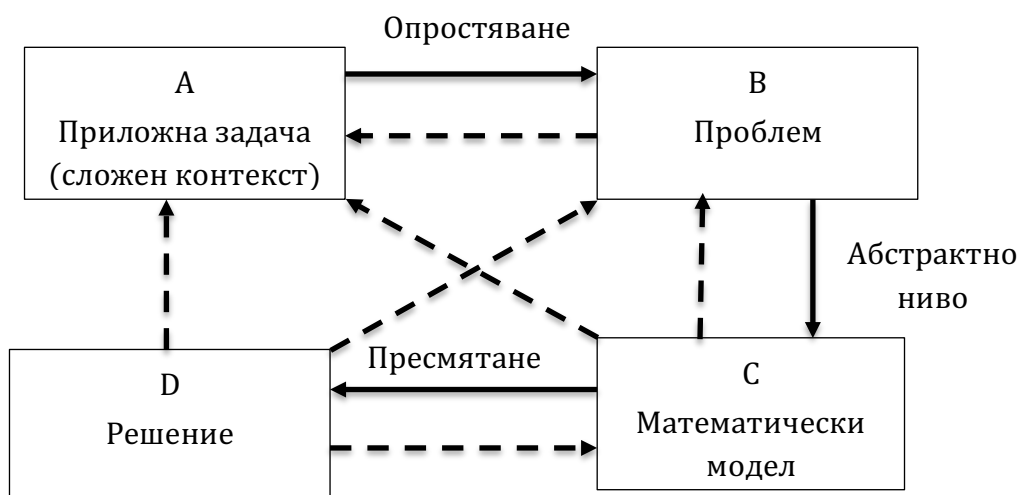 Опростяване
A
Приложна задача
(сложен контекст)
B
Проблем
Абстрактно
ниво
Пресмятане
D
Решение
C
Математически
модел